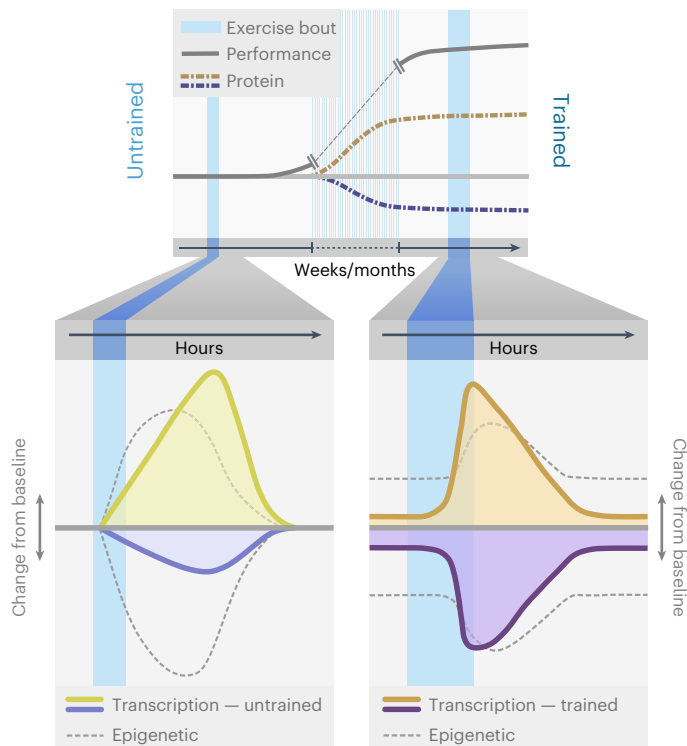 Exercise bout
Performance
Protein
Untrained
Trained
Weeks/months
Hours
Hours
Change from baseline
Change from baseline
Transcription — untrained
Epigenetic
Transcription — trained
Epigenetic